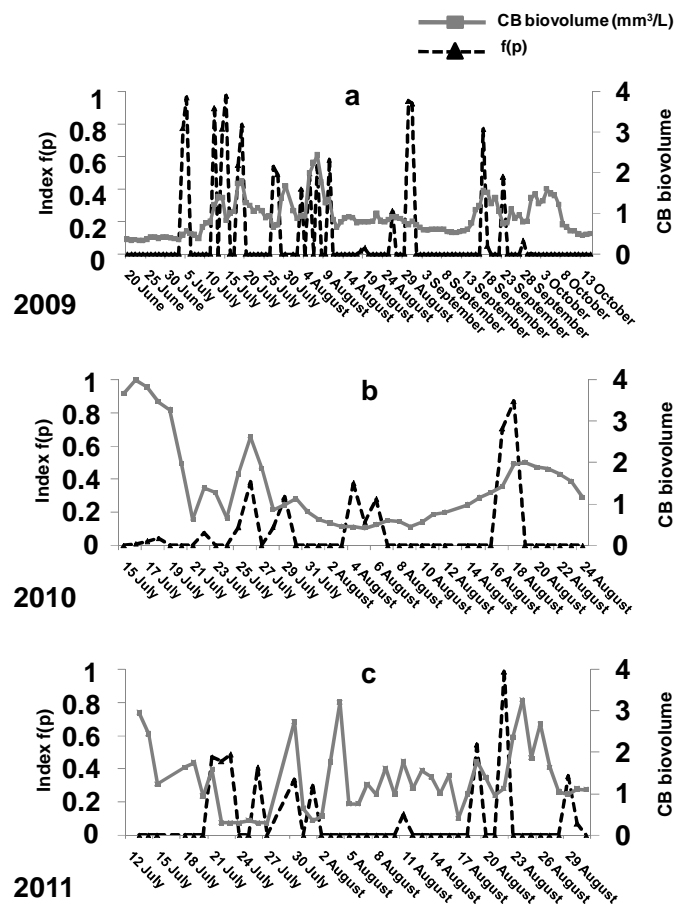 CB biovolume (mm³/L)
f(p)
a
Index f(p)
1
0.8
0.6
0.4
0.2
0
4
3
2
1
0
CB biovolume
20 June
25 June
30 June
5 July
10 July
15 July
20 July
25 July
30 July
4 August
9 August
14 August
19 August
24 August
29 August
3 September
8 September
13 September
18 September
23 September
28 September
3 October
8 October
13 October
2009
b
Index f(p)
1
0.8
0.6
0.4
0.2
0
4
3
2
1
0
CB biovolume
15 July
17 July
19 July
21 July
23 July
25 July
27 July
29 July
31 July
2 August
4 August
6 August
8 August
10 August
12 August
14 August
16 August
18 August
20 August
22 August
24 August
2010
c
Index f(p)
1
0.8
0.6
0.4
0.2
0
4
3
2
1
0
CB biovolume
12 July
15 July
18 July
21 July
24 July
27 July
30 July
2 August
5 August
8 August
11 August
14 August
17 August
20 August
23 August
26 August
29 August
2011